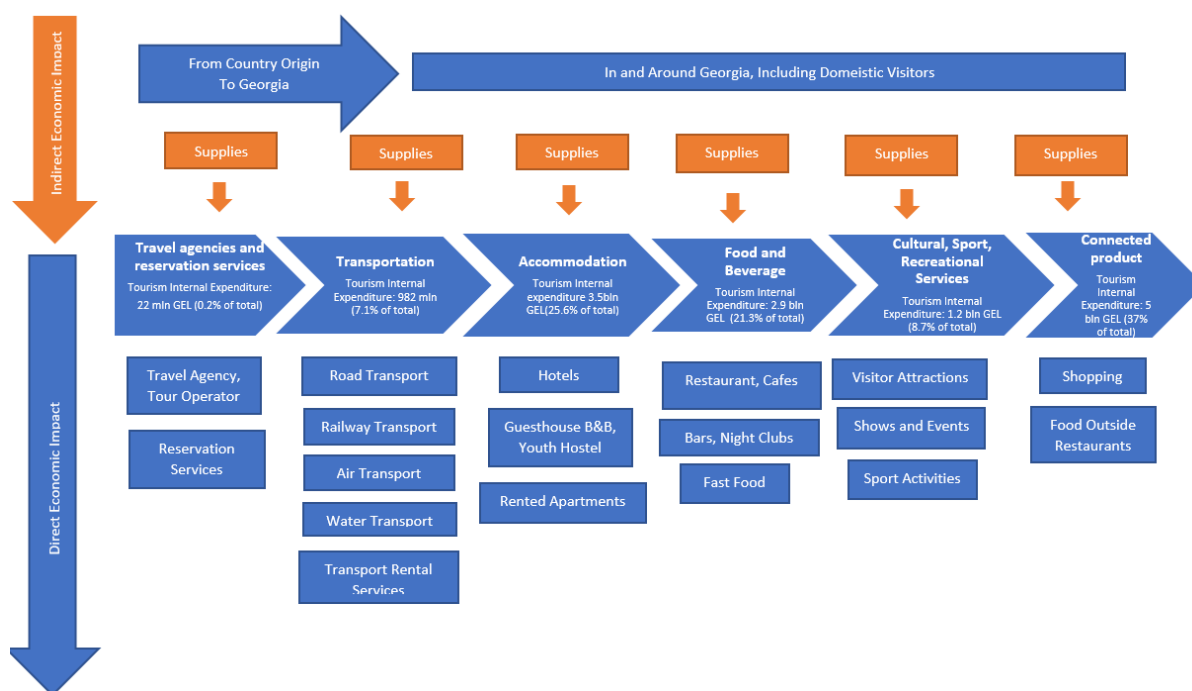 Indirect Economic Impact
From Country Origin
To Georgia
In and Around Georgia, Including Domeistic Visitors
Supplies
Supplies
Supplies
Supplies
Supplies
Supplies
Travel agencies and
reservation services
Tourism Internal Expenditure:
22 mln GEL (0.2% of total)
Transportation
Tourism Internal
Expenditure: 982 mln
(7.1% of total)
Accommodation
Tourism Internal
expenditure 3.5bln
GEL(25.6% of total)
Food and
Beverage
Tourism Internal
Expenditure: 2.9 bln
GEL (21.3% of total)
Cultural, Sport,
Recreational
Services
Tourism Internal
Expenditure: 1.2 bln GEL
(8.7% of total)
Connected
product
Tourism
Internal
Expenditure: 5
bln GEL (37%
of total)
Direct Economic Impact
Travel Agency,
Tour Operator
Reservation
Services
Road Transport
Railway Transport
Air Transport
Water Transport
Transport Rental
Services
Hotels
Guesthouse B&B,
Youth Hostel
Rented Apartments
Restaurant, Cafes
Bars, Night Clubs
Fast Food
Visitor Attractions
Shows and Events
Sport Activities
Shopping
Food Outside
Restaurants